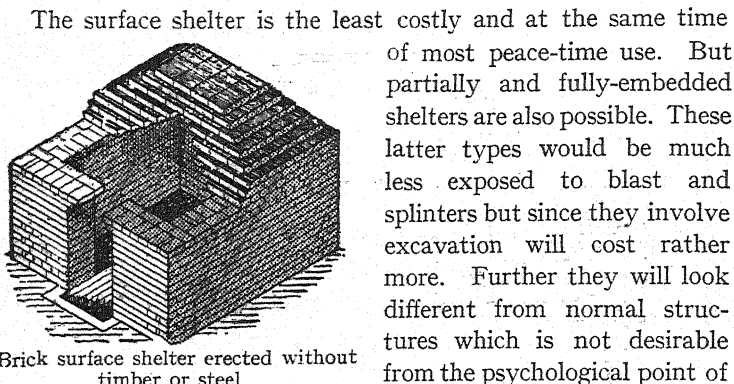 The surface shelter is the least costly and at the same time
of most peace-time use. But
partially and fully-embedded
shelters are also possible. These
latter types would be much
less exposed to blast and
splinters but since they involve
excavation will cost rather
more. Further they will look
different from normal struc-
tures which is not desirable
from the psychological point of
Brick surface shelter erected without
timber or steel